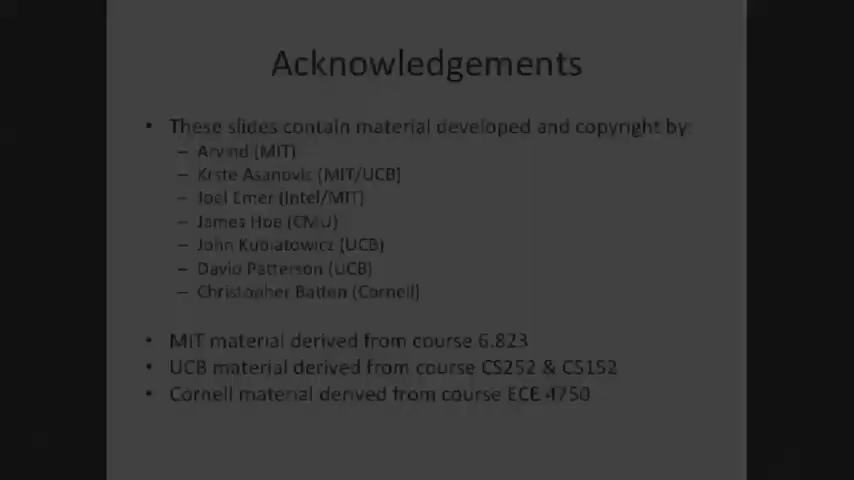 Acknowledgements
• These slides contain material developed and copyright by:
– Arvind (MIT)
– Krste Asanovic (MIT/UCB)
– Joel Emer (Intel/MIT)
– James Hoe (CMU)
– John Kubiatowicz (UCB)
– David Patterson (UCB)
– Christopher Batten (Cornell)
• MIT material derived from course 6.823
• UCB material derived from course CS252 & CS152
• Cornell material derived from course ECE 4750